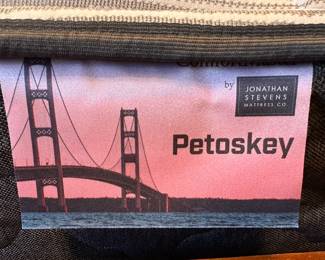 by JONATHAN
STEVENS
MATTRESS CO.
Petoskey